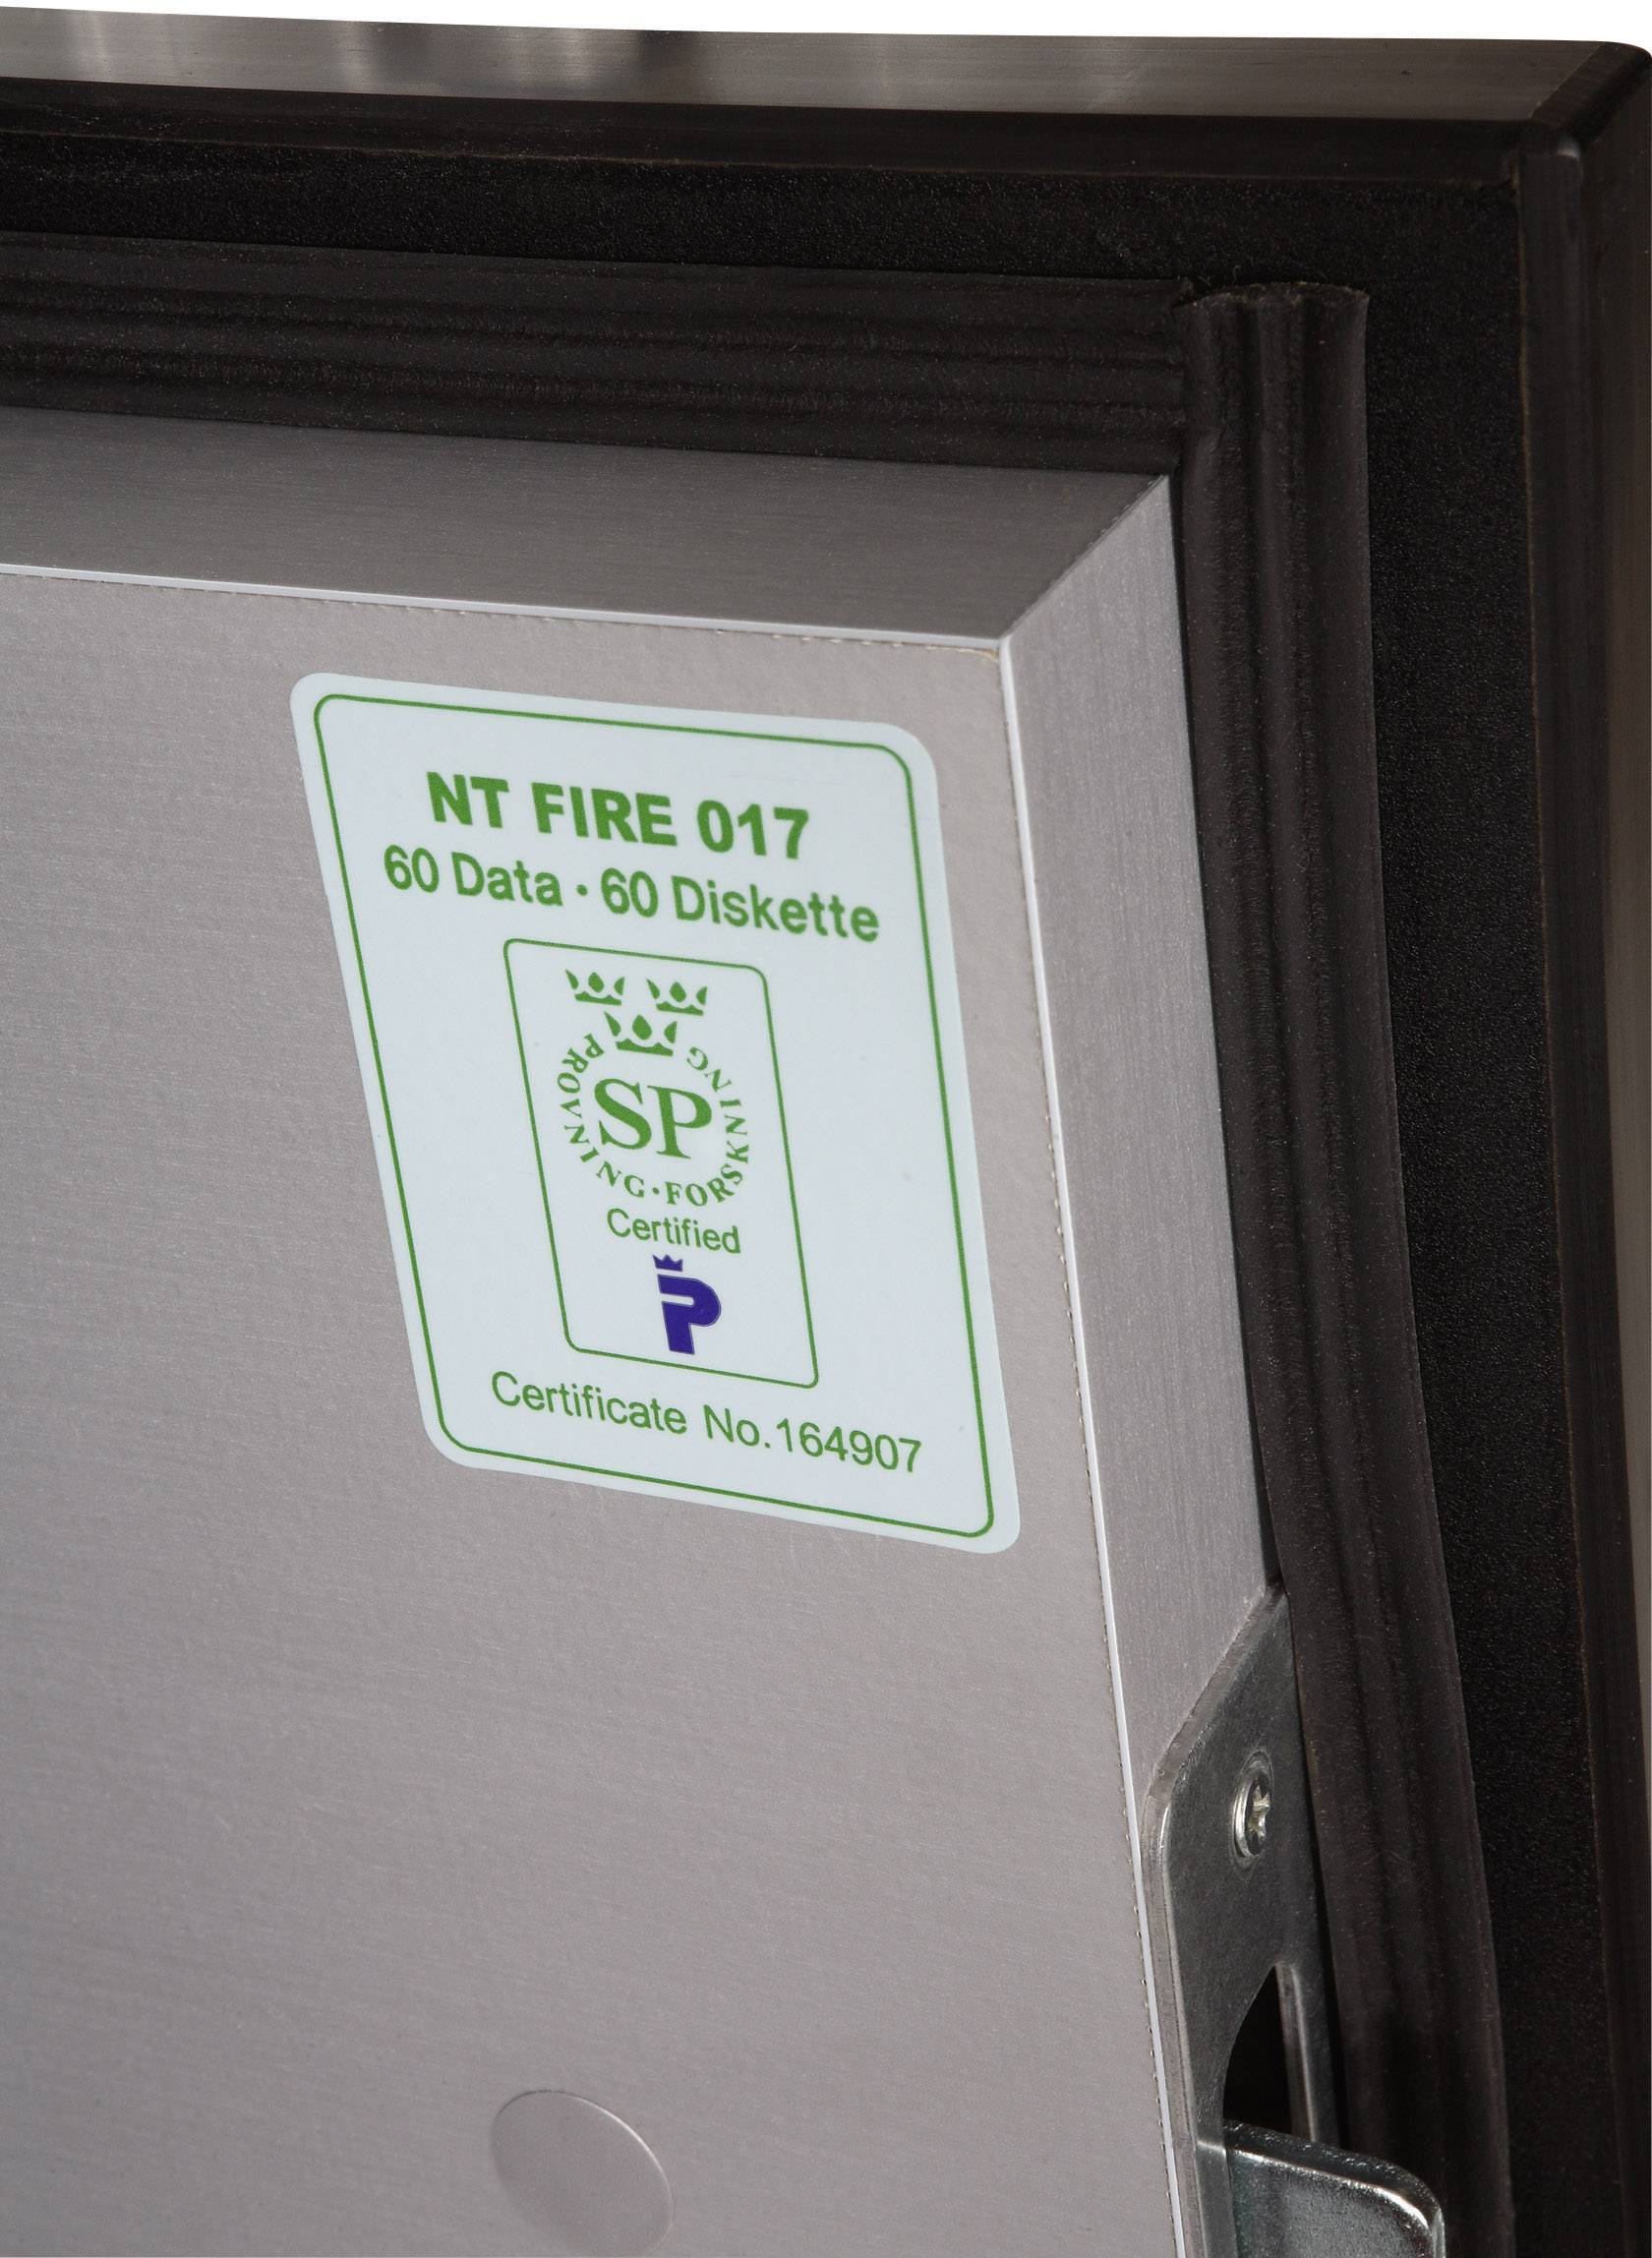 NT FIRE 017
60 Data · 60 Diskette
PROVNING · FORSKNING
SP
Certified
P
Certificate No.164907